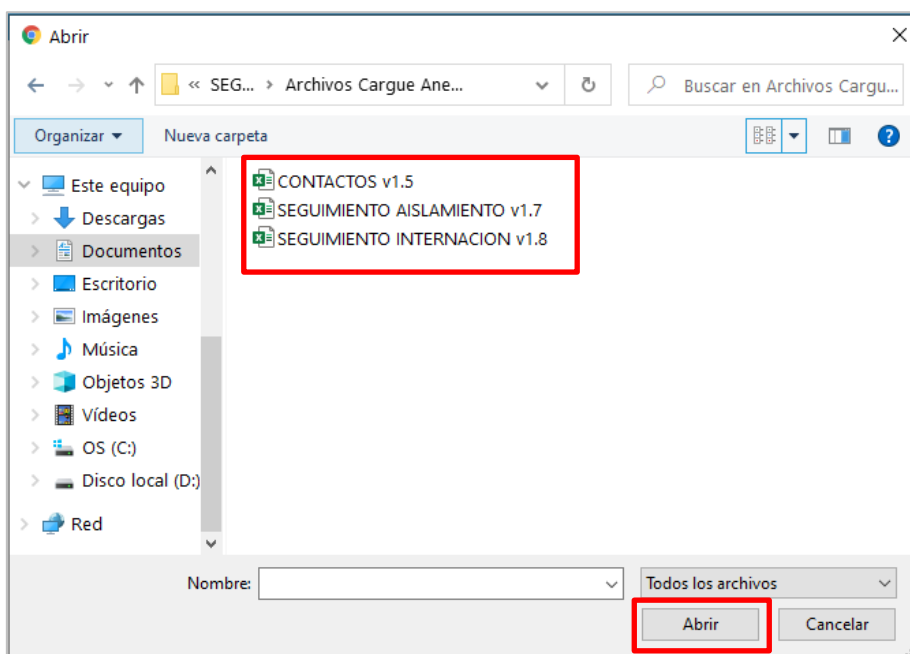 Abrir
« SEG... › Archivos Cargue Ane...
Buscar en Archivos Cargu...
Organizar
Nueva carpeta
Este equipo
Descargas
Documentos
Escritorio
Imágenes
Música
Objetos 3D
Vídeos
OS (C:)
Disco local (D:)
Red
CONTACTOS v1.5
SEGUIMIENTO AISLAMIENTO v1.7
SEGUIMIENTO INTERNACION v1.8
Nombre:
Todos los archivos
Abrir
Cancelar